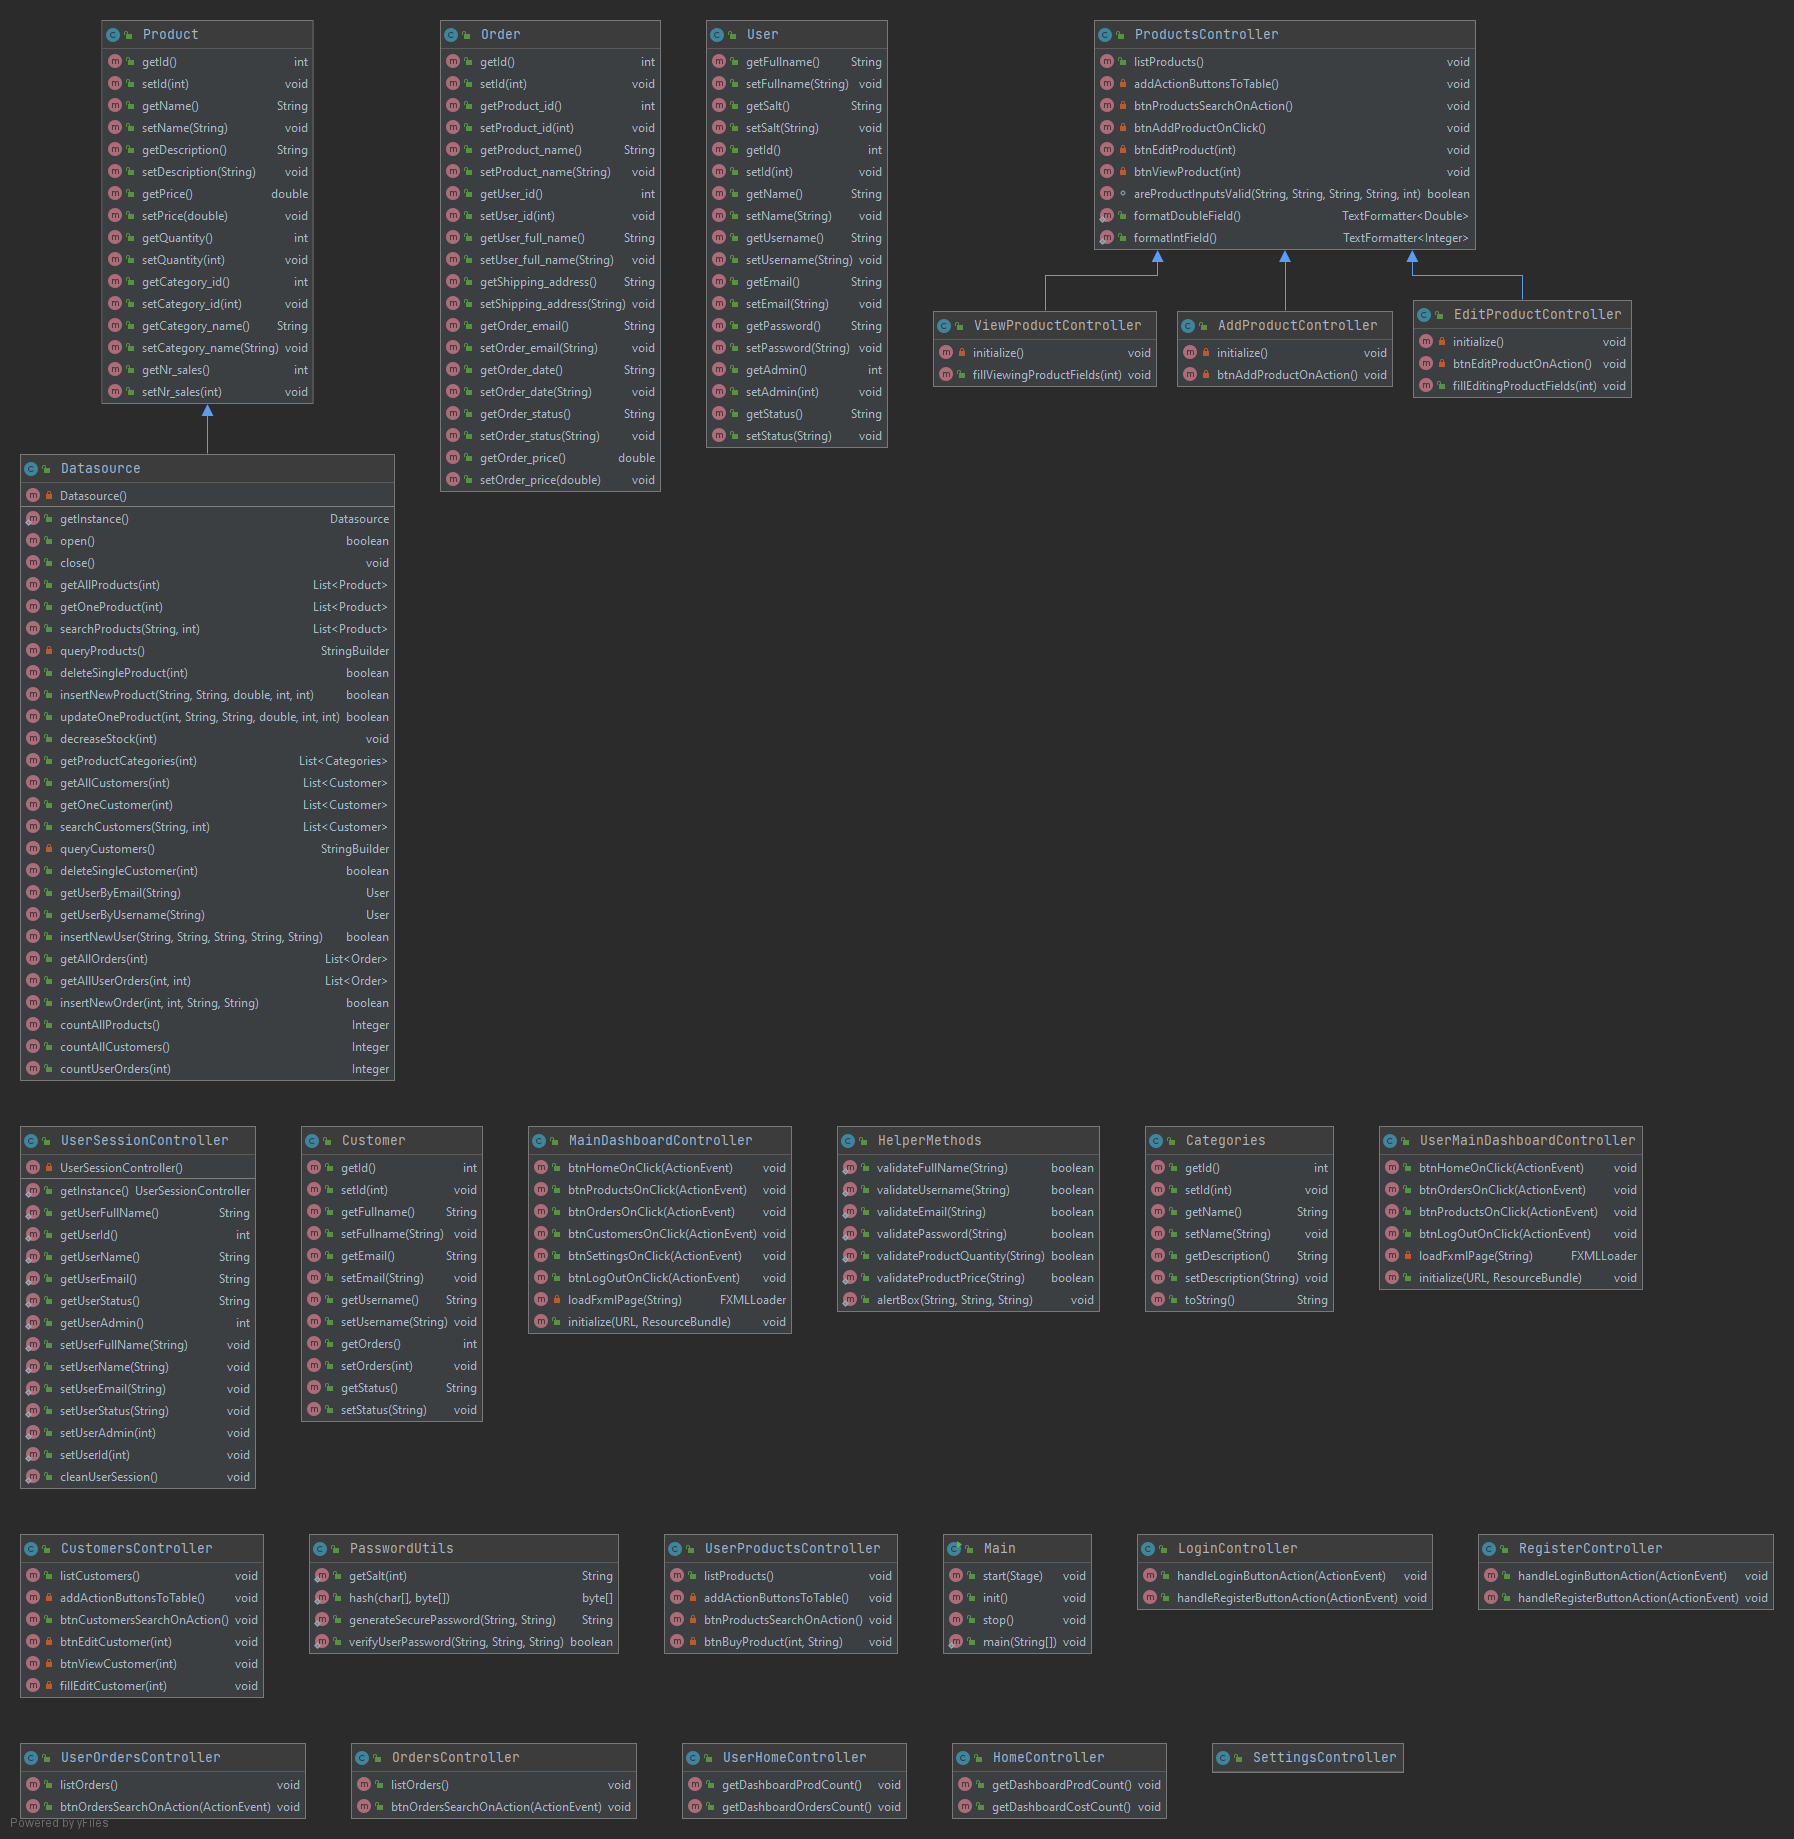 Product
getId() int
setId(int) void
getName() String
setName(String) void
getDescription() String
setDescription(String) void
getPrice() double
setPrice(double) void
getQuantity() int
setQuantity(int) void
getCategory_id() int
setCategory_id(int) void
getCategory_name() String
setCategory_name(String) void
getNr_sales() int
setNr_sales(int) void
Order
getId() int
setId(int) void
getProduct_id() int
setProduct_id(int) void
getProduct_name() String
setProduct_name(String) void
getUser_id() int
setUser_id(int) void
getUser_full_name() String
setUser_full_name(String) void
getShipping_address() String
setShipping_address(String) void
getOrder_email() String
setOrder_email(String) void
getOrder_date() String
setOrder_date(String) void
getOrder_status() String
setOrder_status(String) void
getOrder_price() double
setOrder_price(double) void
User
getFullname() String
setFullname(String) void
getSalt() String
setSalt(String) void
getId() int
setId(int) void
getName() String
setName(String) void
getUsername() String
setUsername(String) void
getEmail() String
setEmail(String) void
getPassword() String
setPassword(String) void
getAdmin() int
setAdmin(int) void
getStatus() String
setStatus(String) void
ProductsController
listProducts() void
addActionButtonsToTable() void
btnProductsSearchOnAction() void
btnAddProductOnClick() void
btnEditProduct(int) void
btnViewProduct(int) void
areProductInputsValid(String, String, String, String, int) boolean
formatDoubleField() TextFormatter<Double>
formatIntField() TextFormatter<Integer>
ViewProductController
initialize() void
fillViewingProductFields(int) void
AddProductController
initialize() void
btnAddProductOnAction() void
EditProductController
initialize() void
btnEditProductOnAction() void
fillEditingProductFields(int) void
Datasource
Datasource()
getInstance() Datasource
open() boolean
close() void
getAllProducts(int) List<Product>
getOneProduct(int) List<Product>
searchProducts(String, int) List<Product>
queryProducts() StringBuilder
deleteSingleProduct(int) boolean
insertNewProduct(String, String, double, int, int) boolean
updateOneProduct(int, String, String, double, int, int) boolean
decreaseStock(int) void
getProductCategories(int) List<Categories>
getAllCustomers(int) List<Customer>
getOneCustomer(int) List<Customer>
searchCustomers(String, int) List<Customer>
queryCustomers() StringBuilder
deleteSingleCustomer(int) boolean
getUserByEmail(String) User
getUserByUsername(String) User
insertNewUser(String, String, String, String, String) boolean
getAllOrders(int) List<Order>
getAllUserOrders(int, int) List<Order>
insertNewOrder(int, int, String, String) boolean
countAllProducts() Integer
countAllCustomers() Integer
countUserOrders(int) Integer
UserSessionController
UserSessionController()
getInstance() UserSessionController
getUserFullName() String
getUserId() int
getUserName() String
getUserEmail() String
getUserStatus() String
getUserAdmin() int
setUserFullName(String) void
setUserName(String) void
setUserEmail(String) void
setUserStatus(String) void
setUserAdmin(int) void
setUserId(int) void
cleanUserSession() void
Customer
getId() int
setId(int) void
getFullname() String
setFullname(String) void
getEmail() String
setEmail(String) void
getUsername() String
setUsername(String) void
getOrders() int
setOrders(int) void
getStatus() String
setStatus(String) void
MainDashboardController
btnHomeOnClick(ActionEvent) void
btnProductsOnClick(ActionEvent) void
btnOrdersOnClick(ActionEvent) void
btnCustomersOnClick(ActionEvent) void
btnSettingsOnClick(ActionEvent) void
btnLogOutOnClick(ActionEvent) void
loadFxmlPage(String) FXMLLoader
initialize(URL, ResourceBundle) void
HelperMethods
validateFullName(String) boolean
validateUsername(String) boolean
validateEmail(String) boolean
validatePassword(String) boolean
validateProductQuantity(String) boolean
validateProductPrice(String) boolean
alertBox(String, String, String) void
Categories
getId() int
setId(int) void
getName() String
setName(String) void
getDescription() String
setDescription(String) void
toString() String
UserMainDashboardController
btnHomeOnClick(ActionEvent) void
btnOrdersOnClick(ActionEvent) void
btnProductsOnClick(ActionEvent) void
btnLogOutOnClick(ActionEvent) void
loadFxmlPage(String) FXMLLoader
initialize(URL, ResourceBundle) void
CustomersController
listCustomers() void
addActionButtonsToTable() void
btnCustomersSearchOnAction() void
btnEditCustomer(int) void
btnViewCustomer(int) void
fillEditCustomer(int) void
PasswordUtils
getSalt(int) String
hash(char[], byte[]) byte[]
generateSecurePassword(String, String) String
verifyUserPassword(String, String, String) boolean
UserProductsController
listProducts() void
addActionButtonsToTable() void
btnProductsSearchOnAction() void
btnBuyProduct(int, String) void
Main
start(Stage) void
init() void
stop() void
main(String[]) void
LoginController
handleLoginButtonAction(ActionEvent) void
handleRegisterButtonAction(ActionEvent) void
RegisterController
handleLoginButtonAction(ActionEvent) void
handleRegisterButtonAction(ActionEvent) void
UserOrdersController
listOrders() void
btnOrdersSearchOnAction(ActionEvent) void
OrdersController
listOrders() void
btnOrdersSearchOnAction(ActionEvent) void
UserHomeController
getDashboardProdCount() void
getDashboardOrdersCount() void
HomeController
getDashboardProdCount() void
getDashboardCostCount() void
SettingsController
Powered by yFiles